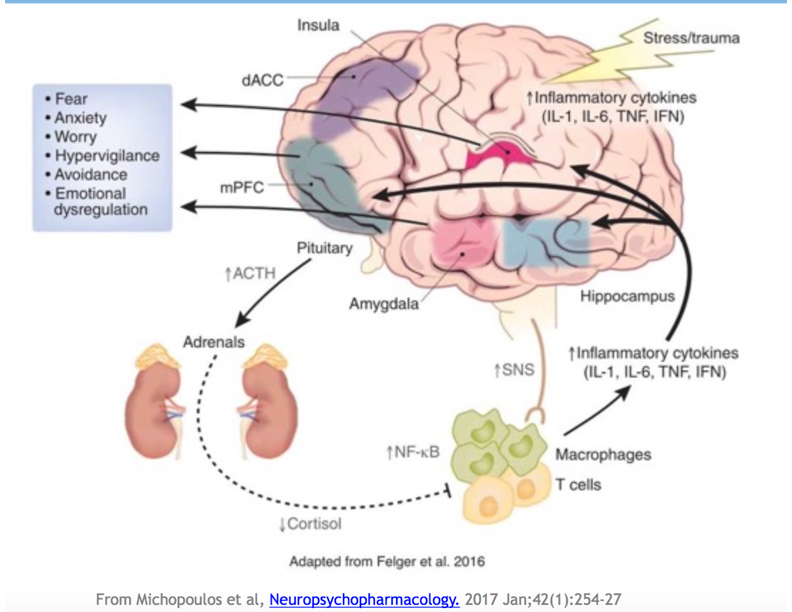 Insula
Stress/trauma
dACC
↑Inflammatory cytokines
(IL-1, IL-6, TNF, IFN)
• Fear
• Anxiety
• Worry
• Hypervigilance
• Avoidance
• Emotional
dysregulation
mPFC
Pituitary
↑ACTH
Amygdala
Hippocampus
Adrenals
↑Inflammatory cytokines
(IL-1, IL-6, TNF, IFN)
↑SNS
↑NF-κB
Macrophages
T cells
↓Cortisol
Adapted from Felger et al. 2016
From Michopoulos et al, Neuropsychopharmacology. 2017 Jan;42(1):254-27